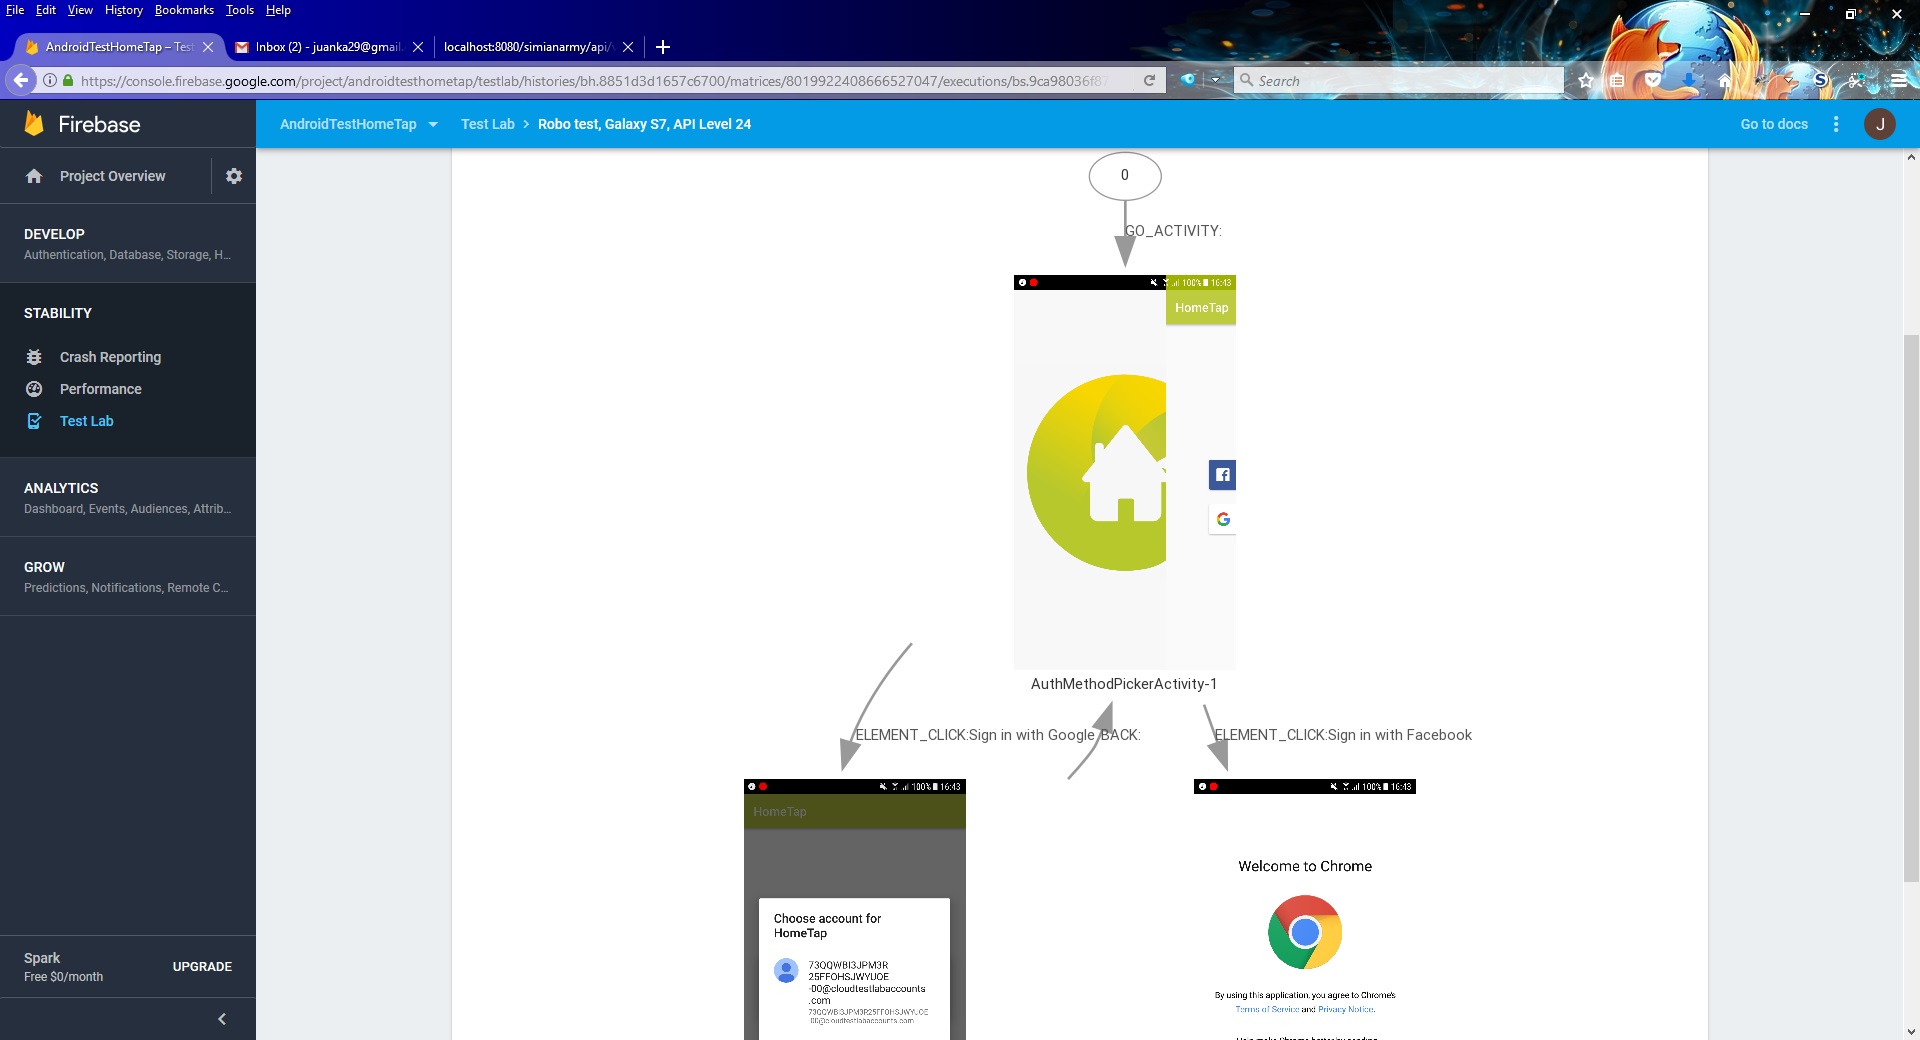 File Edit View History Bookmarks Tools Help
AndroidTestHomeTap – Test
Inbox (2) - juanka29@gmail.
localhost:8080/simianarmy/api/
https://console.firebase.google.com/project/androidtesthometap/testlab/histories/bh.8851d3d1657c6700/matrices/8019922408666527047/executions/bs.9ca98036f87
Search
Firebase
AndroidTestHomeTap
Test Lab > Robo test, Galaxy S7, API Level 24
Go to docs
J
Project Overview
DEVELOP
Authentication, Database, Storage, H...
STABILITY
Crash Reporting
Performance
Test Lab
ANALYTICS
Dashboard, Events, Audiences, Attrib...
GROW
Predictions, Notifications, Remote C...
Spark
Free $0/month
UPGRADE
0
GO_ACTIVITY:
100% 16:43
HomeTap
AuthMethodPickerActivity-1
ELEMENT_CLICK:Sign in with Google
BACK:
ELEMENT_CLICK:Sign in with Facebook
100% 16:43
HomeTap
Choose account for
HomeTap
73QQWBI3JPM3R
25FFOHSJWYUOE
-00@cloudtestlabaccounts
.com
73QQWBI3JPM3R25FFOHSJWYUOE
-00@cloudtestlabaccounts.com
100% 16:43
Welcome to Chrome
By using this application, you agree to Chrome's
Terms of Service and Privacy Notice.